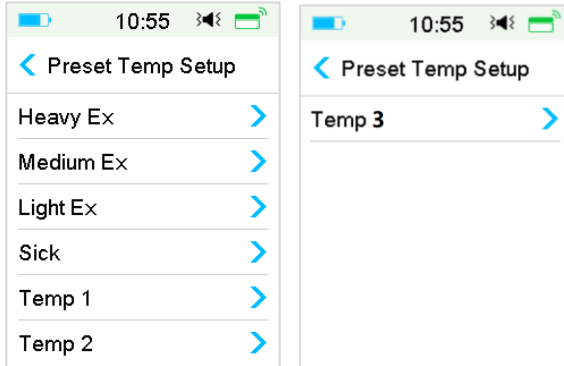 10:55
Preset Temp Setup
Heavy Ex
Medium Ex
Light Ex
Sick
Temp 1
Temp 2
10:55
Preset Temp Setup
Temp 3